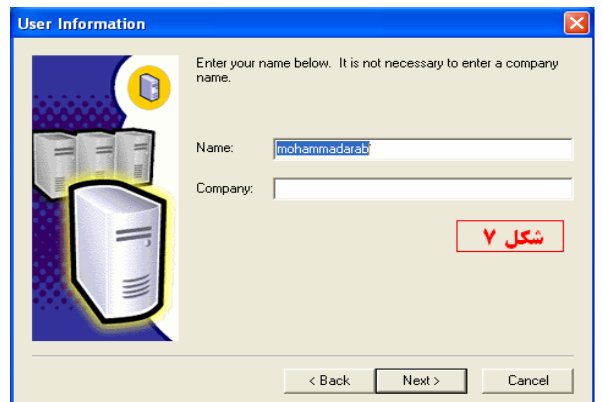 User Information
Enter your name below. It is not necessary to enter a company
name.
Name:
mohammadarabi
Company:
شکل ۷
< Back
Next >
Cancel